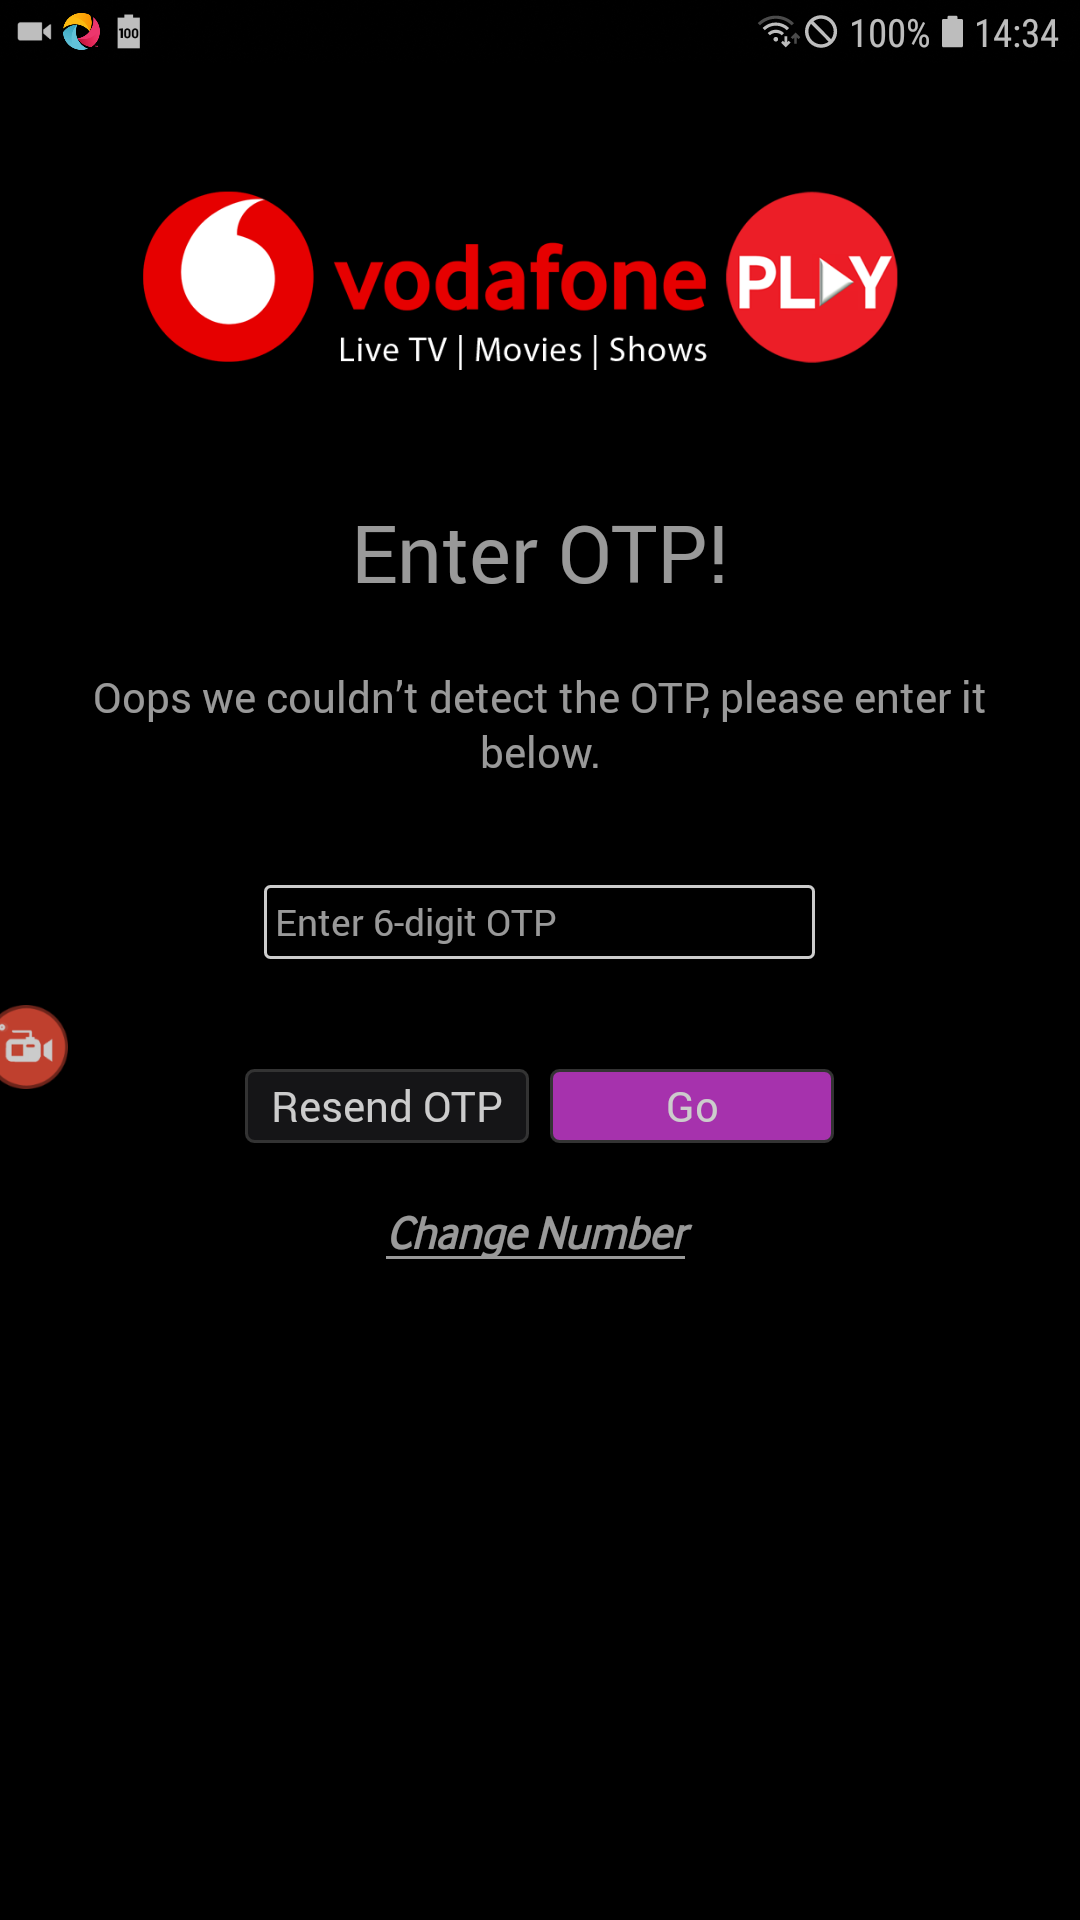 100 100% 14:34
vodafone PLAY
Live TV | Movies | Shows
Enter OTP!
Oops we couldn’t detect the OTP, please enter it
below.
Enter 6-digit OTP
Resend OTP Go
Change Number